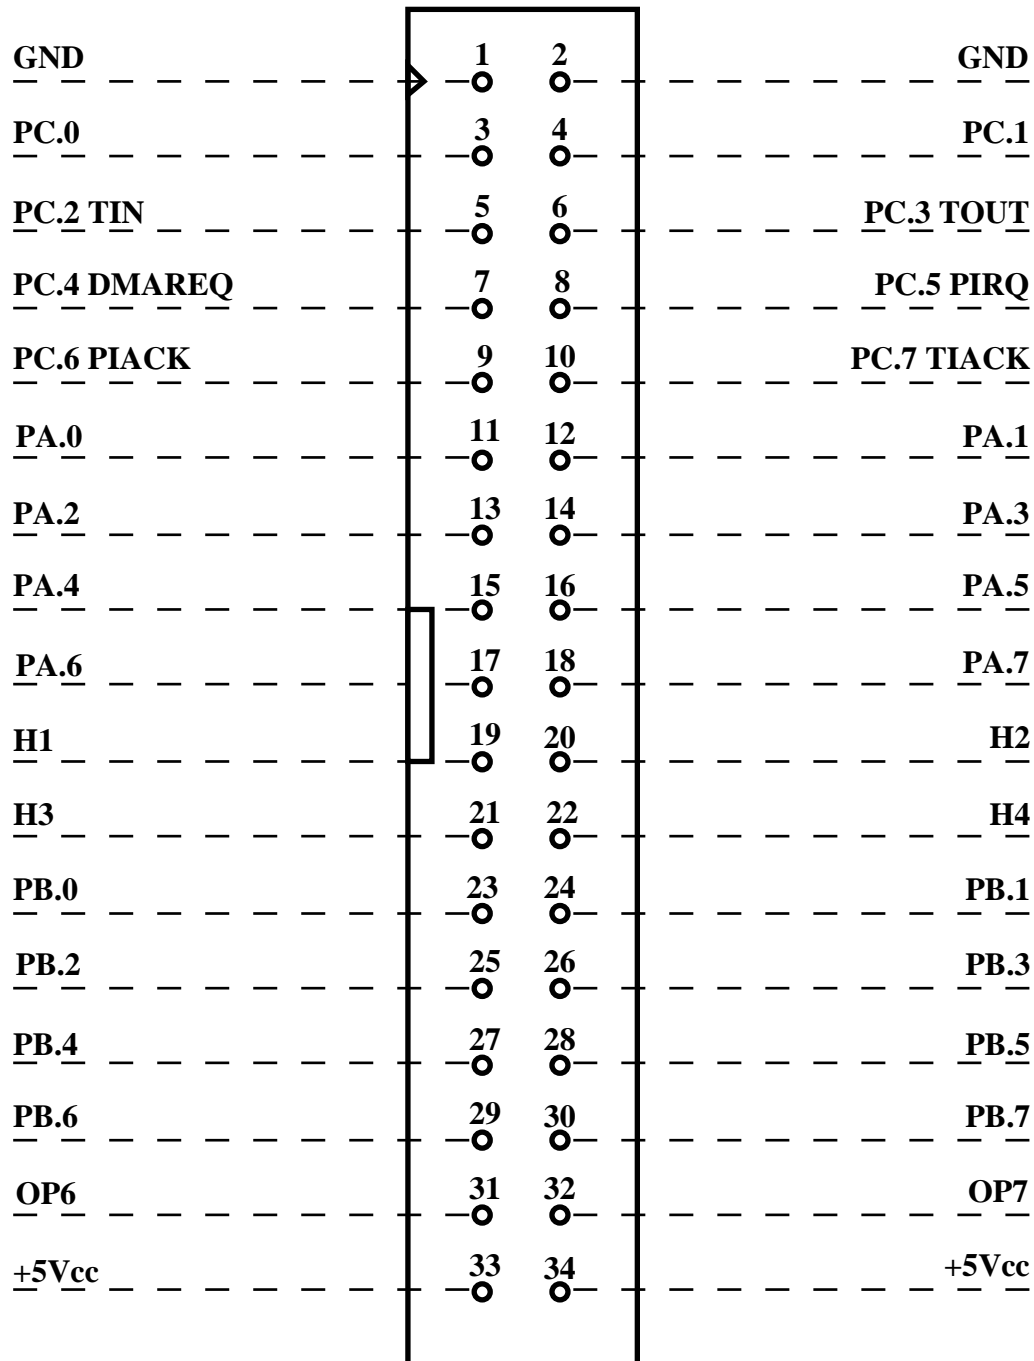 GND 1 2 GND
PC.0 3 4 PC.1
PC.2 TIN 5 6 PC.3 TOUT
PC.4 DMAREQ 7 8 PC.5 PIRQ
PC.6 PIACK 9 10 PC.7 TIACK
PA.0 11 12 PA.1
PA.2 13 14 PA.3
PA.4 15 16 PA.5
PA.6 17 18 PA.7
H1 19 20 H2
H3 21 22 H4
PB.0 23 24 PB.1
PB.2 25 26 PB.3
PB.4 27 28 PB.5
PB.6 29 30 PB.7
OP6 31 32 OP7
+5Vcc 33 34 +5Vcc